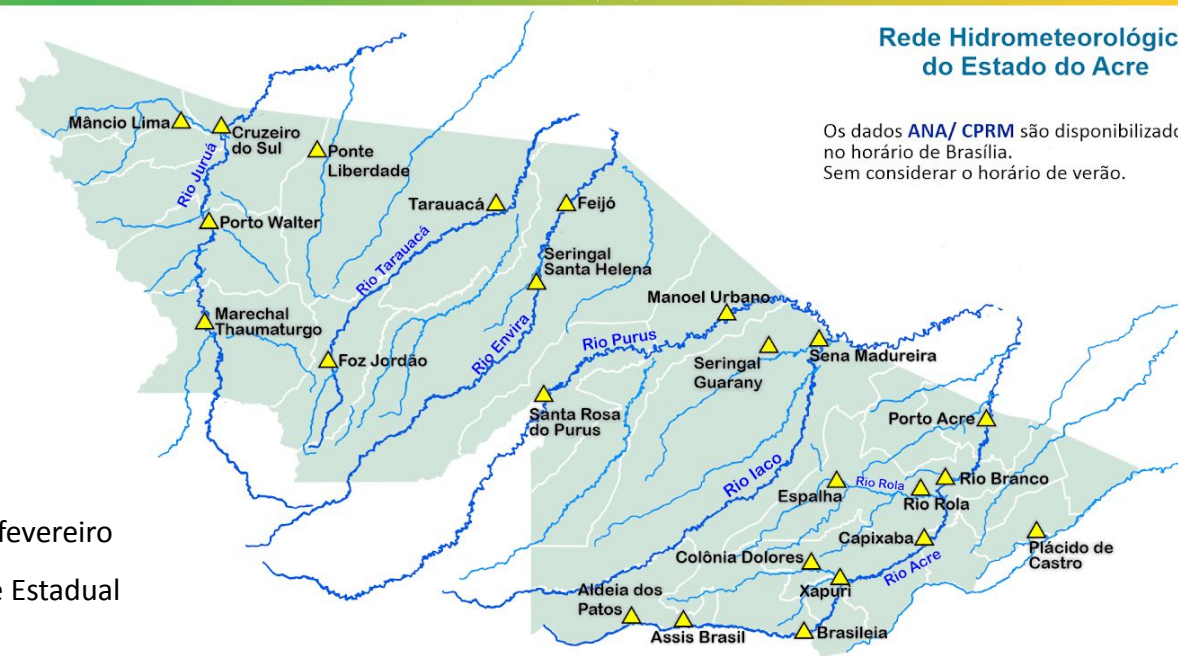 Rede Hidrometeorológic
do Estado do Acre
Os dados ANA/ CPRM são disponibilizado
no horário de Brasília.
Sem considerar o horário de verão.
Mâncio Lima
Cruzeiro
do Sul
Ponte
Liberdade
Rio Juruá
Porto Walter
Tarauacá
Feijó
Rio Tarauacá
Seringal
Santa Helena
Marechal
Thaumaturgo
Foz Jordão
Rio Envira
Manoel Urbano
Rio Purus
Seringal
Guarany
Sena Madureira
Santa Rosa
do Purus
Porto Acre
Rio Iaco
Espalha
Rio Rola
Rio Rola
Rio Branco
Capixaba
Plácido de
Castro
Colônia Dolores
Rio Acre
Xapuri
Aldeia dos
Patos
Assis Brasil
Brasileia
fevereiro
e Estadual